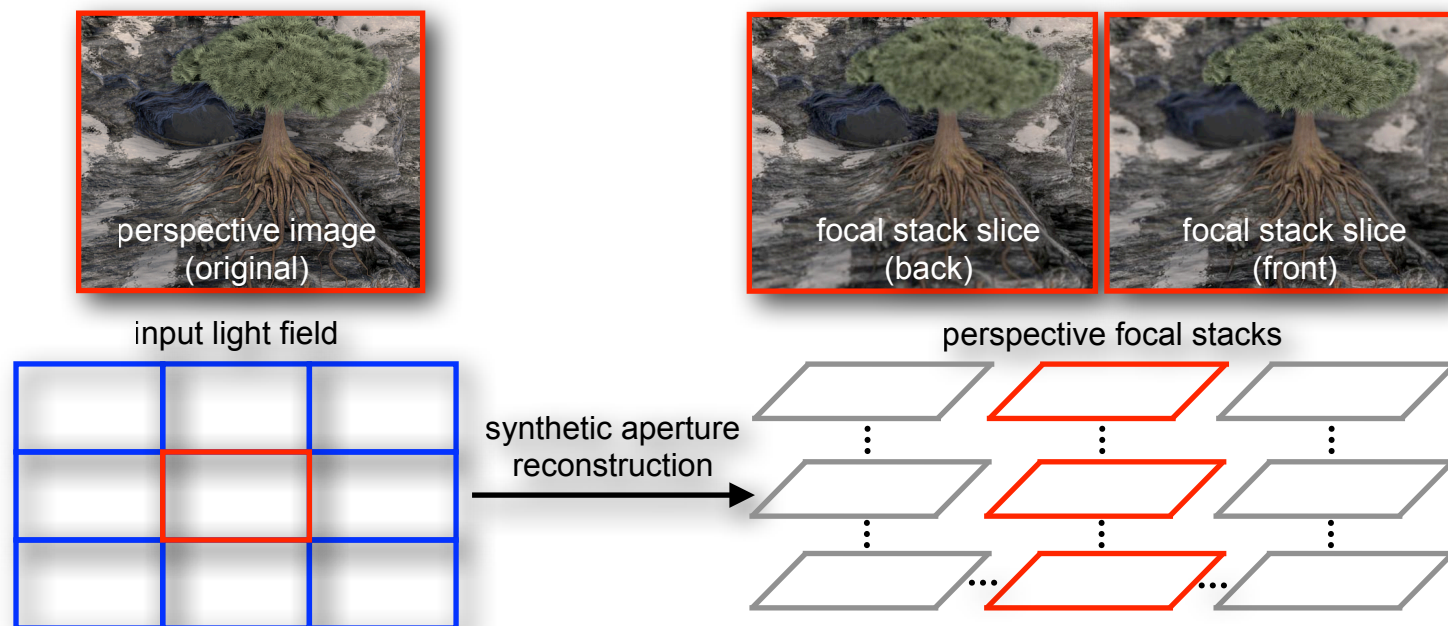 perspective image
(original)
focal stack slice
(back)
focal stack slice
(front)
input light field
perspective focal stacks
synthetic aperture
reconstruction